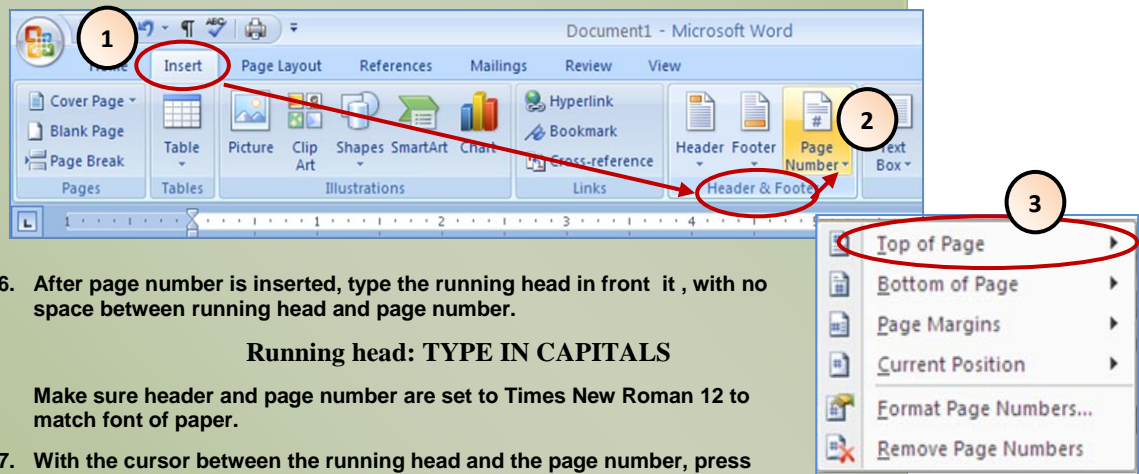 1
Document1 - Microsoft Word
Insert Page Layout References Mailings Review View
Cover Page
Blank Page
Page Break
Pages
Table
Tables
Picture Clip Art Shapes SmartArt Chart
Illustrations
Hyperlink
Bookmark
Cross-reference
Links
Header Footer Page Number
Header & Footer
2
Text Box
1 1 2 3 4
3
Top of Page
Bottom of Page
Page Margins
Current Position
Format Page Numbers...
Remove Page Numbers
6. After page number is inserted, type the running head in front it , with no
space between running head and page number.
Running head: TYPE IN CAPITALS
Make sure header and page number are set to Times New Roman 12 to
match font of paper.
7. With the cursor between the running head and the page number, press